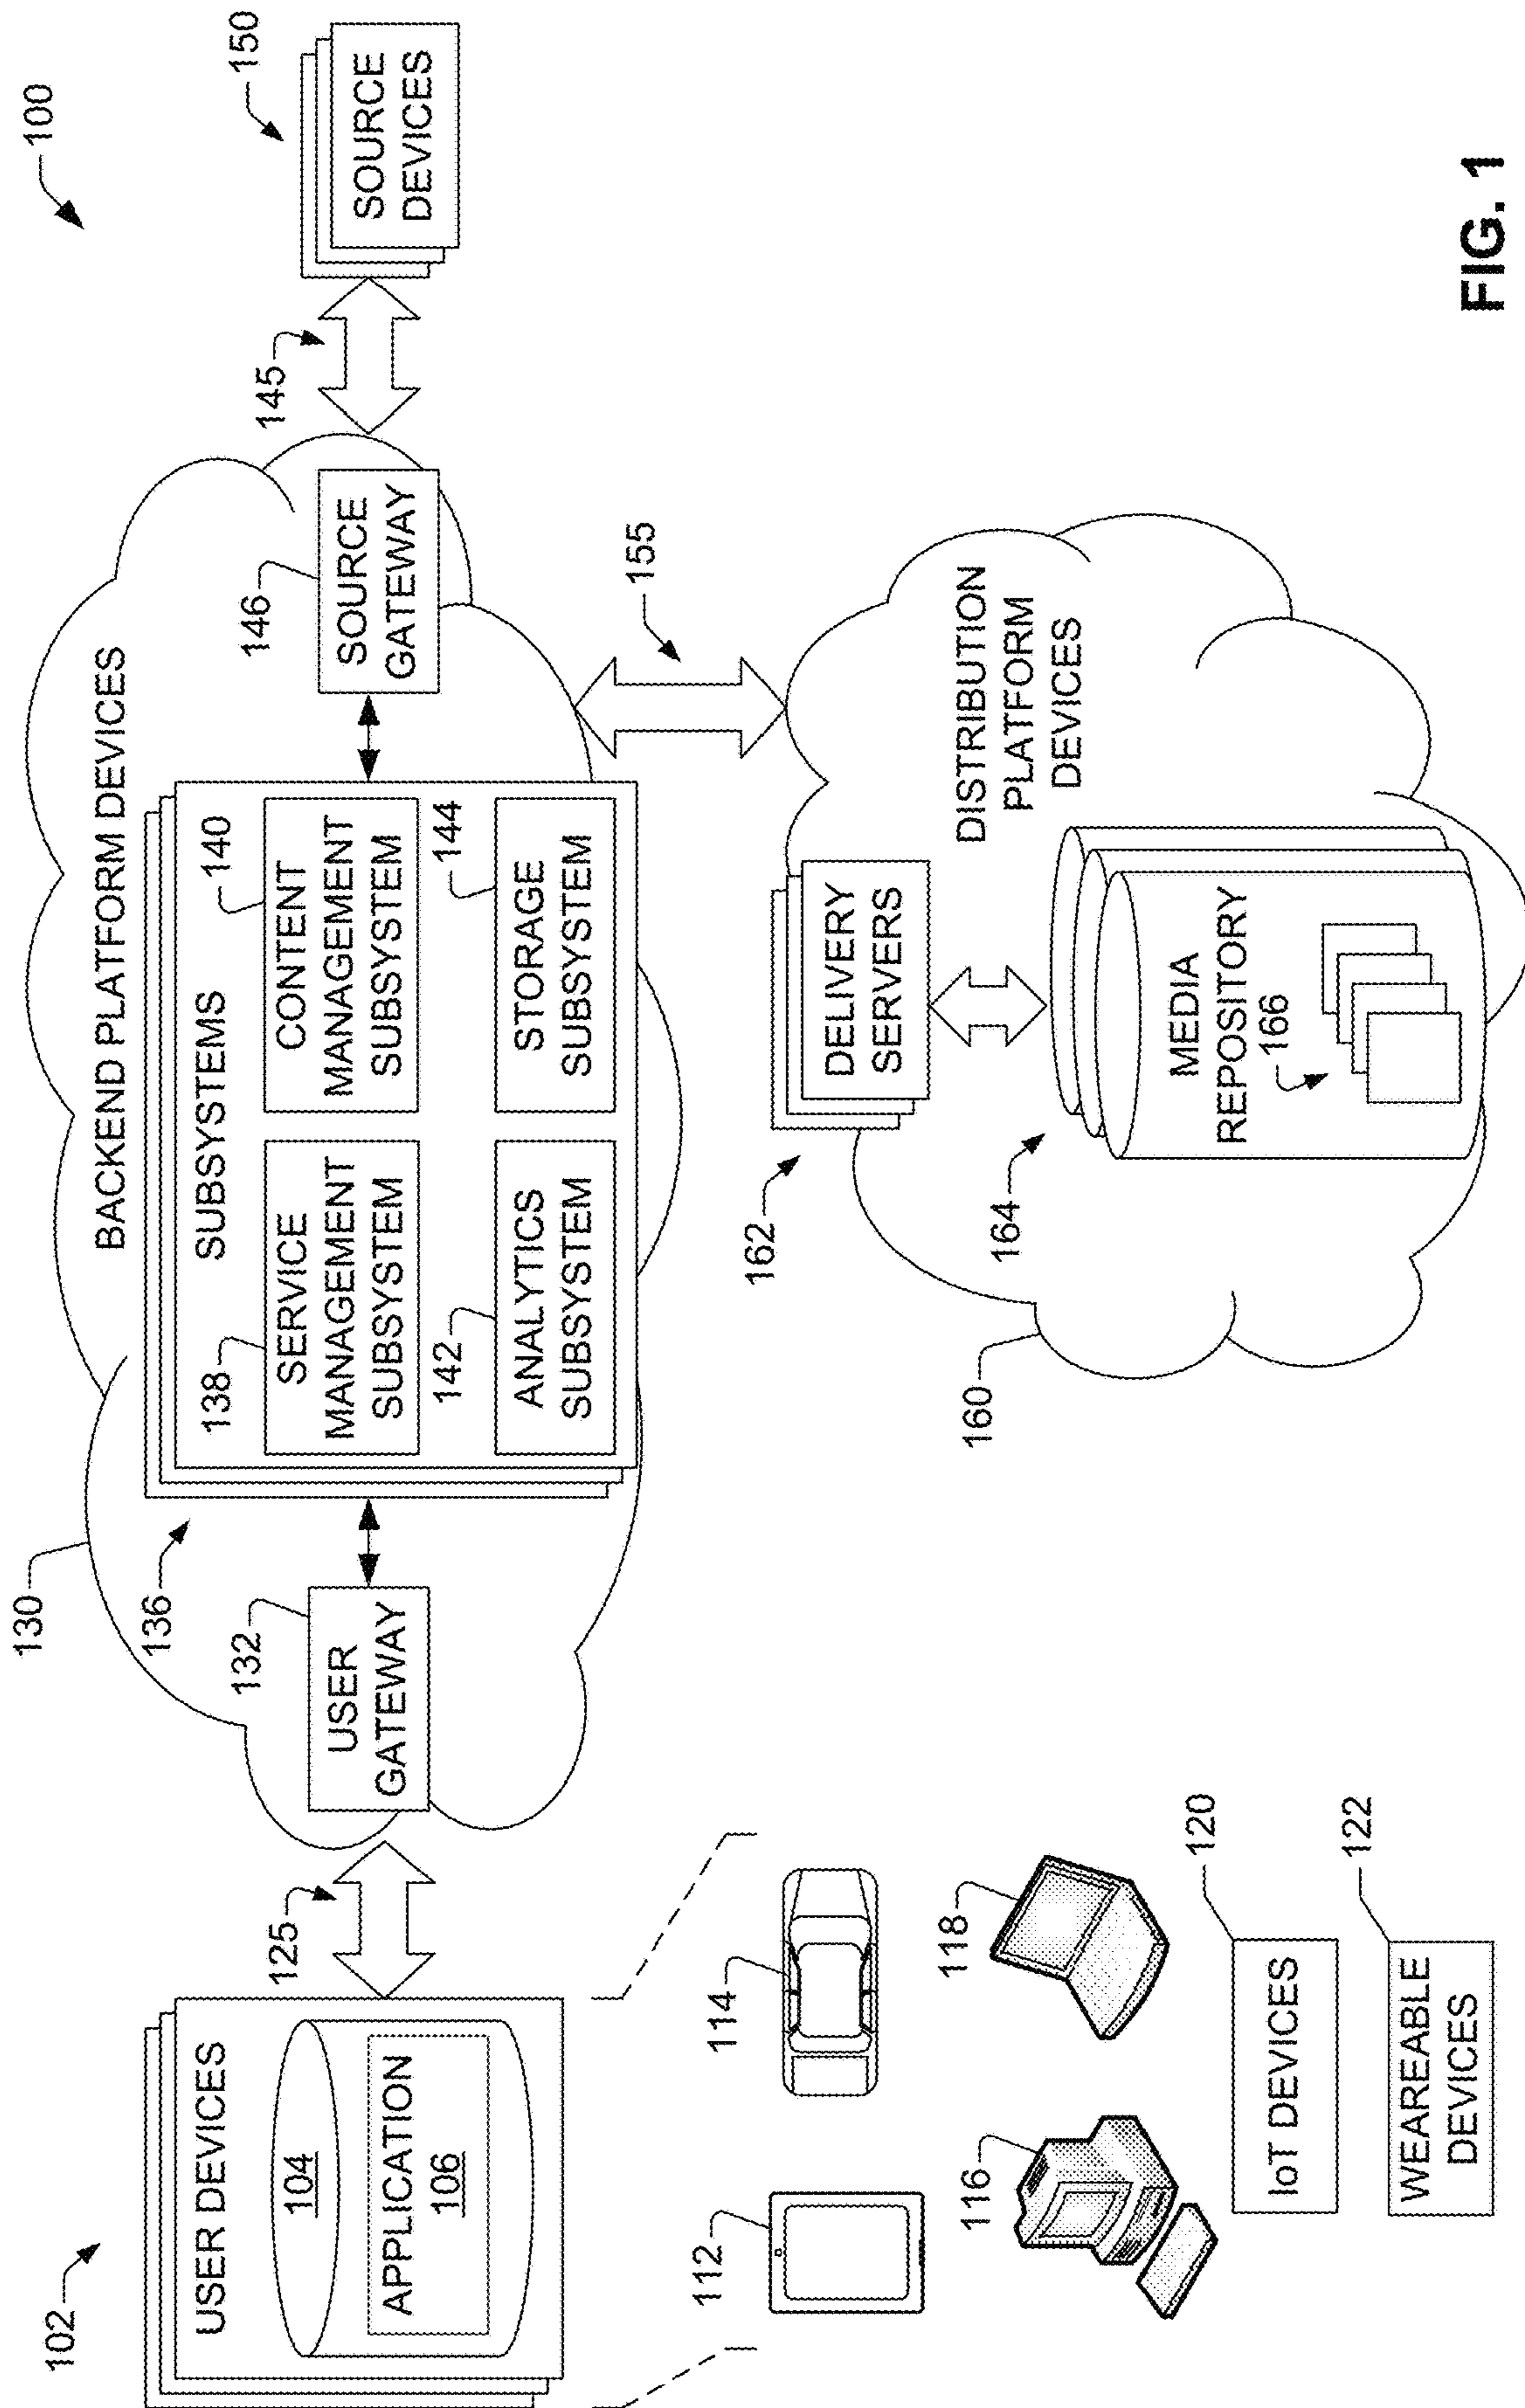 100
102
USER DEVICES
104
APPLICATION
106
125
130
BACKEND PLATFORM DEVICES
132
USER
GATEWAY
136
SUBSYSTEMS
138
SERVICE
MANAGEMENT
SUBSYSTEM
140
CONTENT
MANAGEMENT
SUBSYSTEM
142
ANALYTICS
SUBSYSTEM
144
STORAGE
SUBSYSTEM
146
SOURCE
GATEWAY
145
150
SOURCE
DEVICES
155
112
114
116
118
120
IoT DEVICES
122
WEAREABLE
DEVICES
160
162
DELIVERY
SERVERS
DISTRIBUTION
PLATFORM
DEVICES
164
MEDIA
REPOSITORY
166
FIG. 1